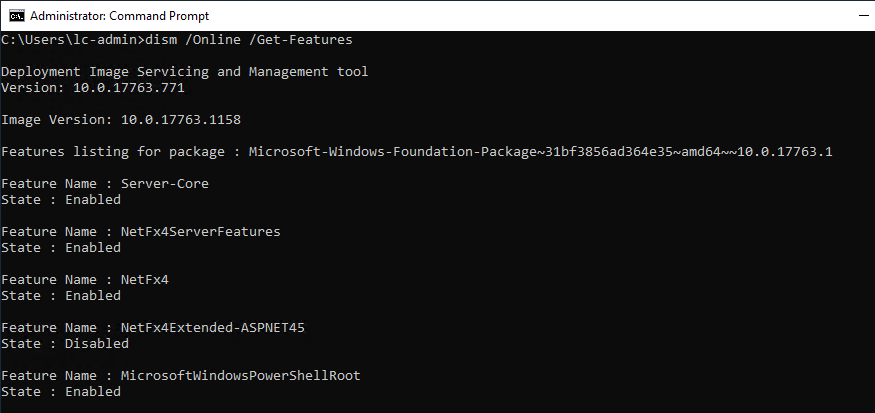 Administrator: Command Prompt
C:\Users\lc-admin>dism /Online /Get-Features
Deployment Image Servicing and Management tool
Version: 10.0.17763.771
Image Version: 10.0.17763.1158
Features listing for package : Microsoft-Windows-Foundation-Package~31bf3856ad364e35~amd64~~10.0.17763.1
Feature Name : Server-Core
State : Enabled
Feature Name : NetFx4ServerFeatures
State : Enabled
Feature Name : NetFx4
State : Enabled
Feature Name : NetFx4Extended-ASPNET45
State : Disabled
Feature Name : MicrosoftWindowsPowerShellRoot
State : Enabled